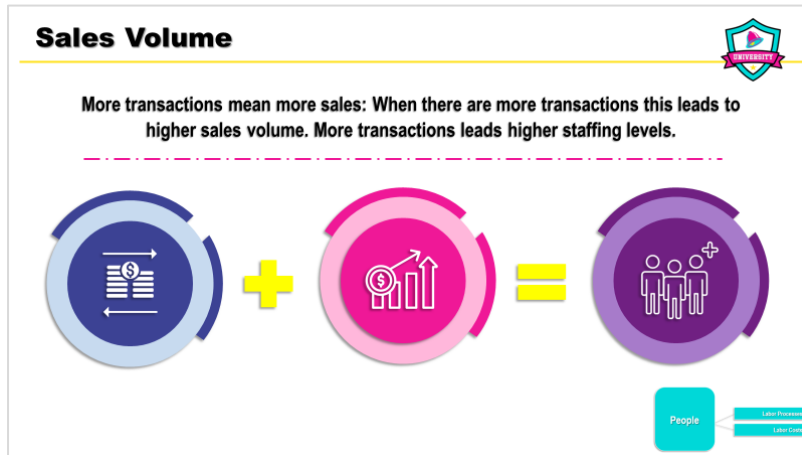 Sales Volume
UNIVERSITY
More transactions mean more sales: When there are more transactions this leads to
higher sales volume. More transactions leads higher staffing levels.
$
$
People
Labor Processes
Labor Costs